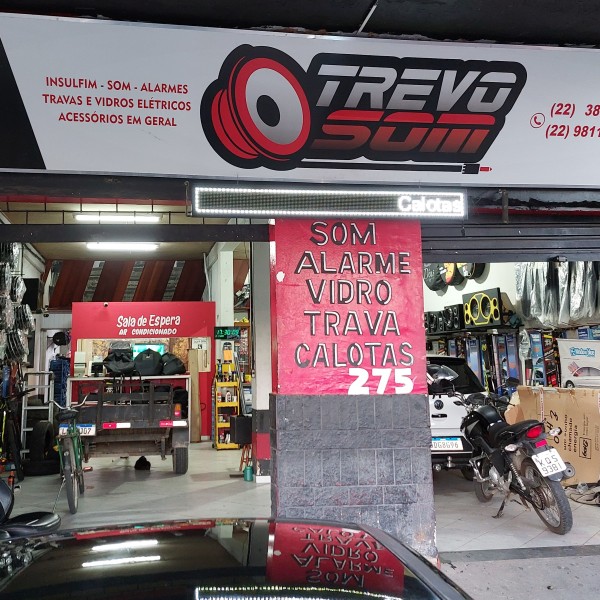 INSULFIM - SOM - ALARMES
TRAVAS E VIDROS ELÉTRICOS
ACESSÓRIOS EM GERAL
TREVO
SOM
(22) 38
(22) 9811
Calotas
SOM
ALARME
VIDRO
TRAVA
CALOTAS
275
Sala de Espera
AR CONDICIONADO
KQS